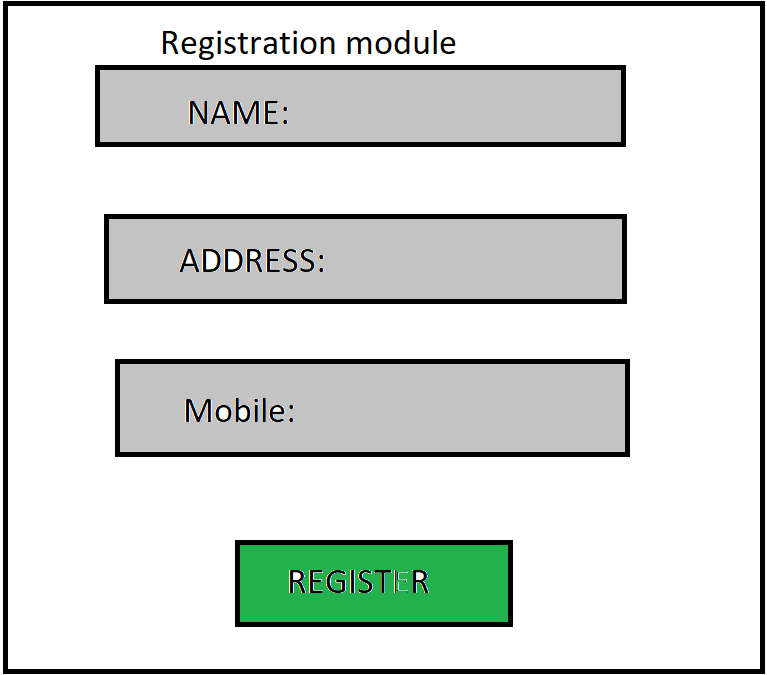 Registration module
NAME:
ADDRESS:
Mobile:
REGISTER